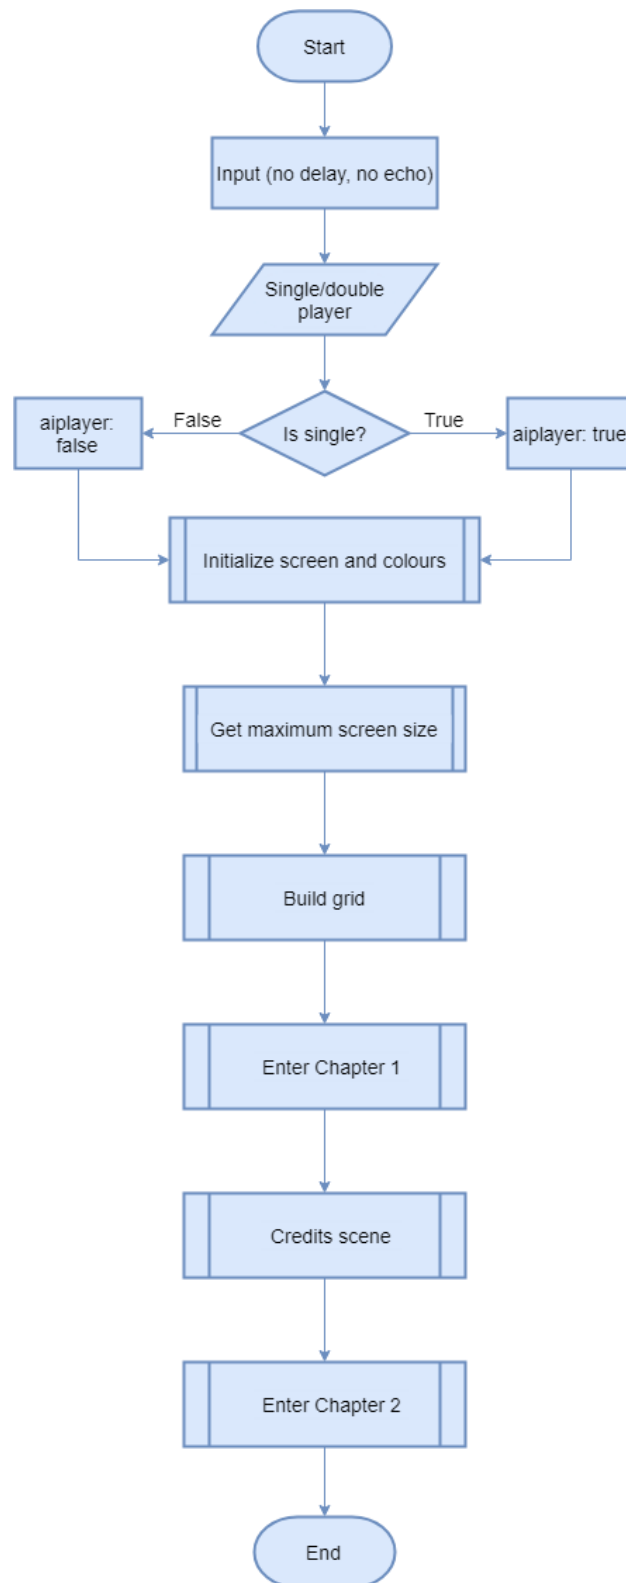 Start
Input (no delay, no echo)
Single/double
player
False
True
aiplayer:
false
Is single?
aiplayer: true
Initialize screen and colours
Get maximum screen size
Build grid
Enter Chapter 1
Credits scene
Enter Chapter 2
End